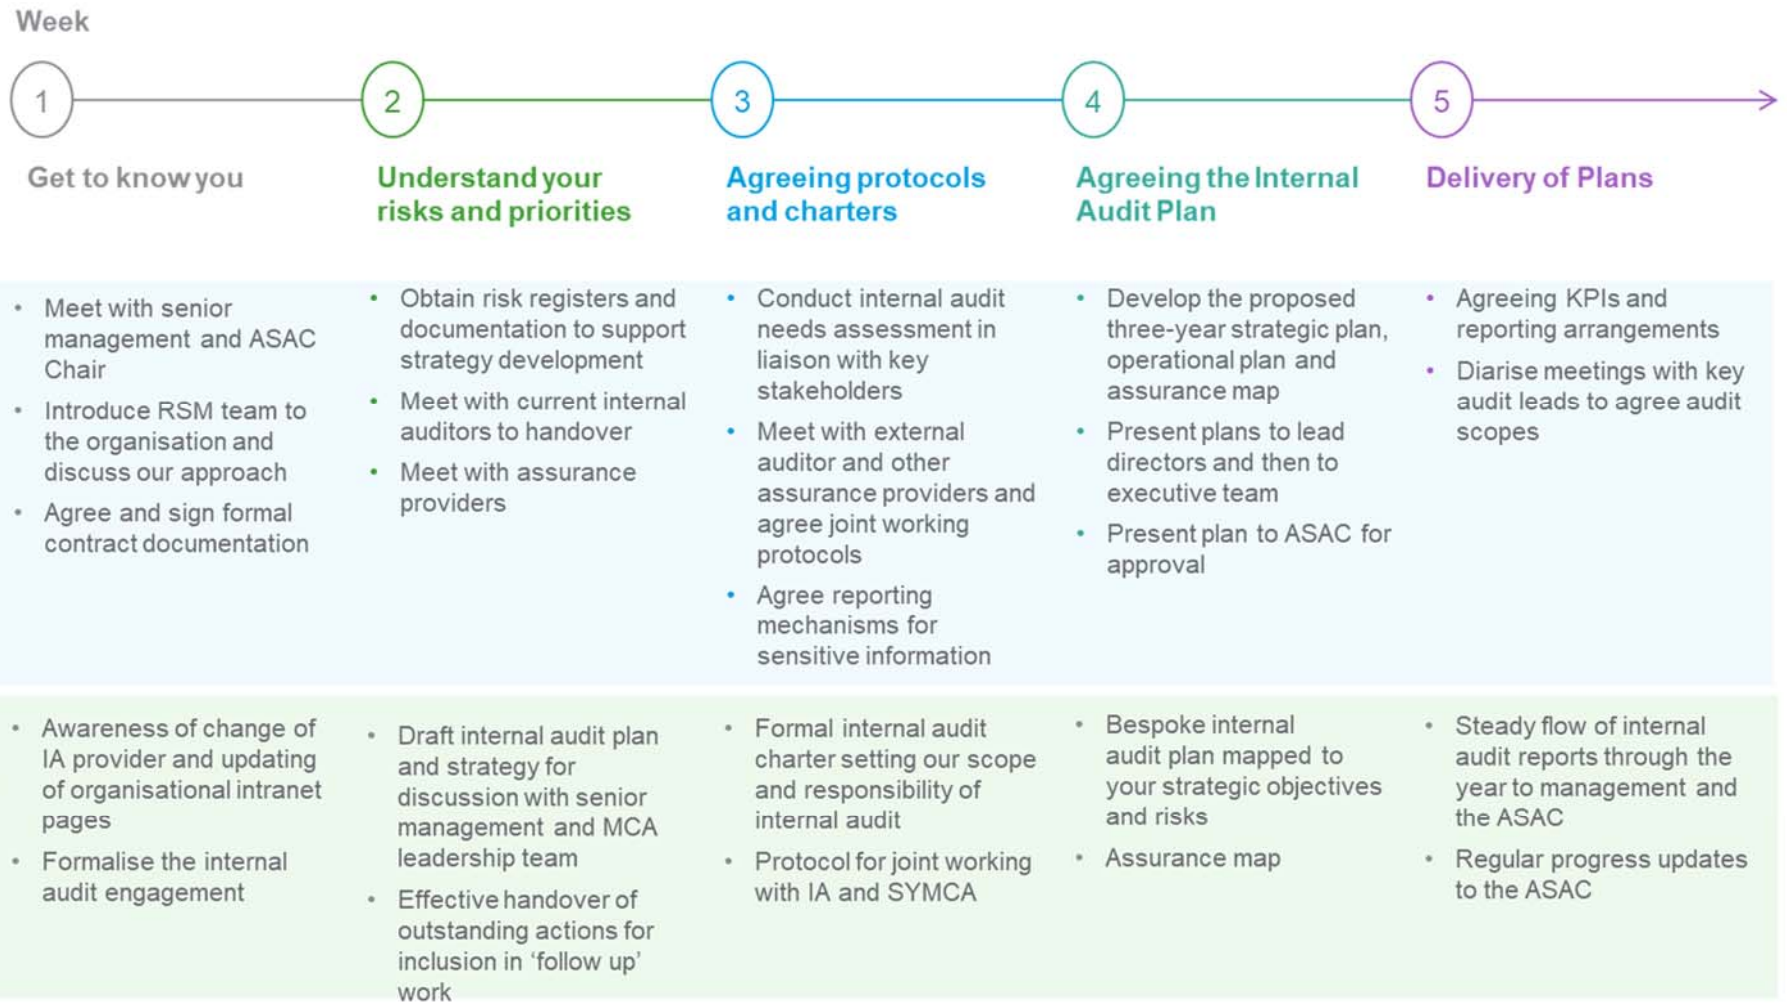 Week
1
2
3
4
5
Get to know you
Understand your
risks and priorities
Agreeing protocols
and charters
Agreeing the Internal
Audit Plan
Delivery of Plans
• Meet with senior
management and ASAC
Chair
• Introduce RSM team to
the organisation and
discuss our approach
• Agree and sign formal
contract documentation
• Obtain risk registers and
documentation to support
strategy development
• Meet with current internal
auditors to handover
• Meet with assurance
providers
• Conduct internal audit
needs assessment in
liaison with key
stakeholders
• Meet with external
auditor and other
assurance providers and
agree joint working
protocols
• Agree reporting
mechanisms for
sensitive information
• Develop the proposed
three-year strategic plan,
operational plan and
assurance map
• Present plans to lead
directors and then to
executive team
• Present plan to ASAC for
approval
• Agreeing KPIs and
reporting arrangements
• Diarise meetings with key
audit leads to agree audit
scopes
• Awareness of change of
IA provider and updating
of organisational intranet
pages
• Formalise the internal
audit engagement
• Draft internal audit plan
and strategy for
discussion with senior
management and MCA
leadership team
• Effective handover of
outstanding actions for
inclusion in ‘follow up’
work
• Formal internal audit
charter setting our scope
and responsibility of
internal audit
• Protocol for joint working
with IA and SYMCA
• Bespoke internal
audit plan mapped to
your strategic objectives
and risks
• Assurance map
• Steady flow of internal
audit reports through the
year to management and
the ASAC
• Regular progress updates
to the ASAC